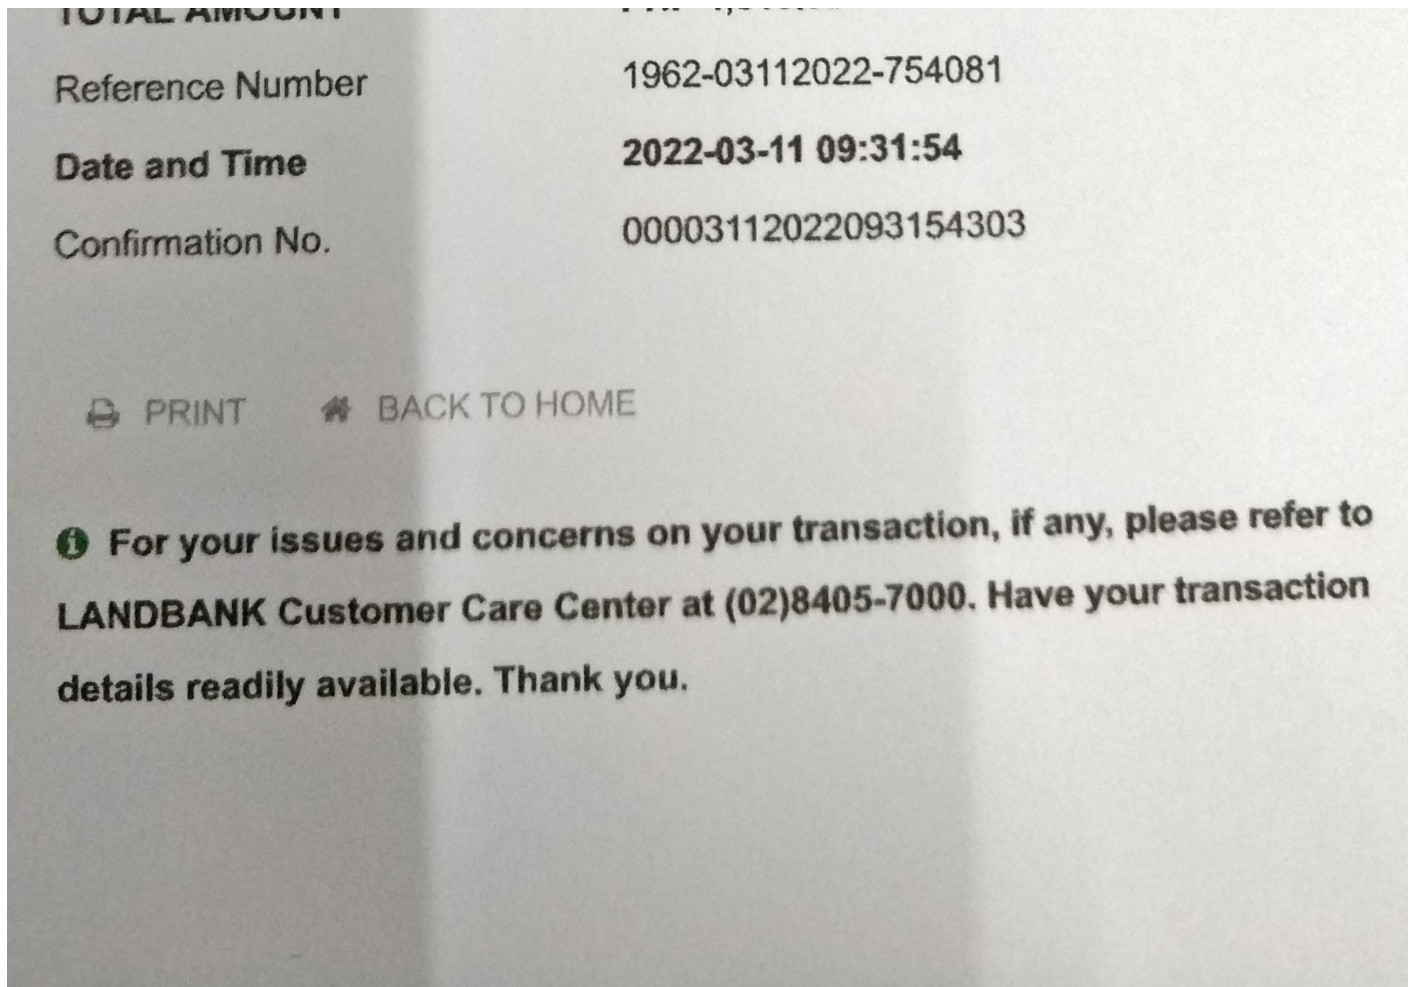 TOTAL AMOUNT
Reference Number 1962-03112022-754081
Date and Time 2022-03-11 09:31:54
Confirmation No. 00003112022093154303
PRINT BACK TO HOME
For your issues and concerns on your transaction, if any, please refer to
LANDBANK Customer Care Center at (02)8405-7000. Have your transaction
details readily available. Thank you.